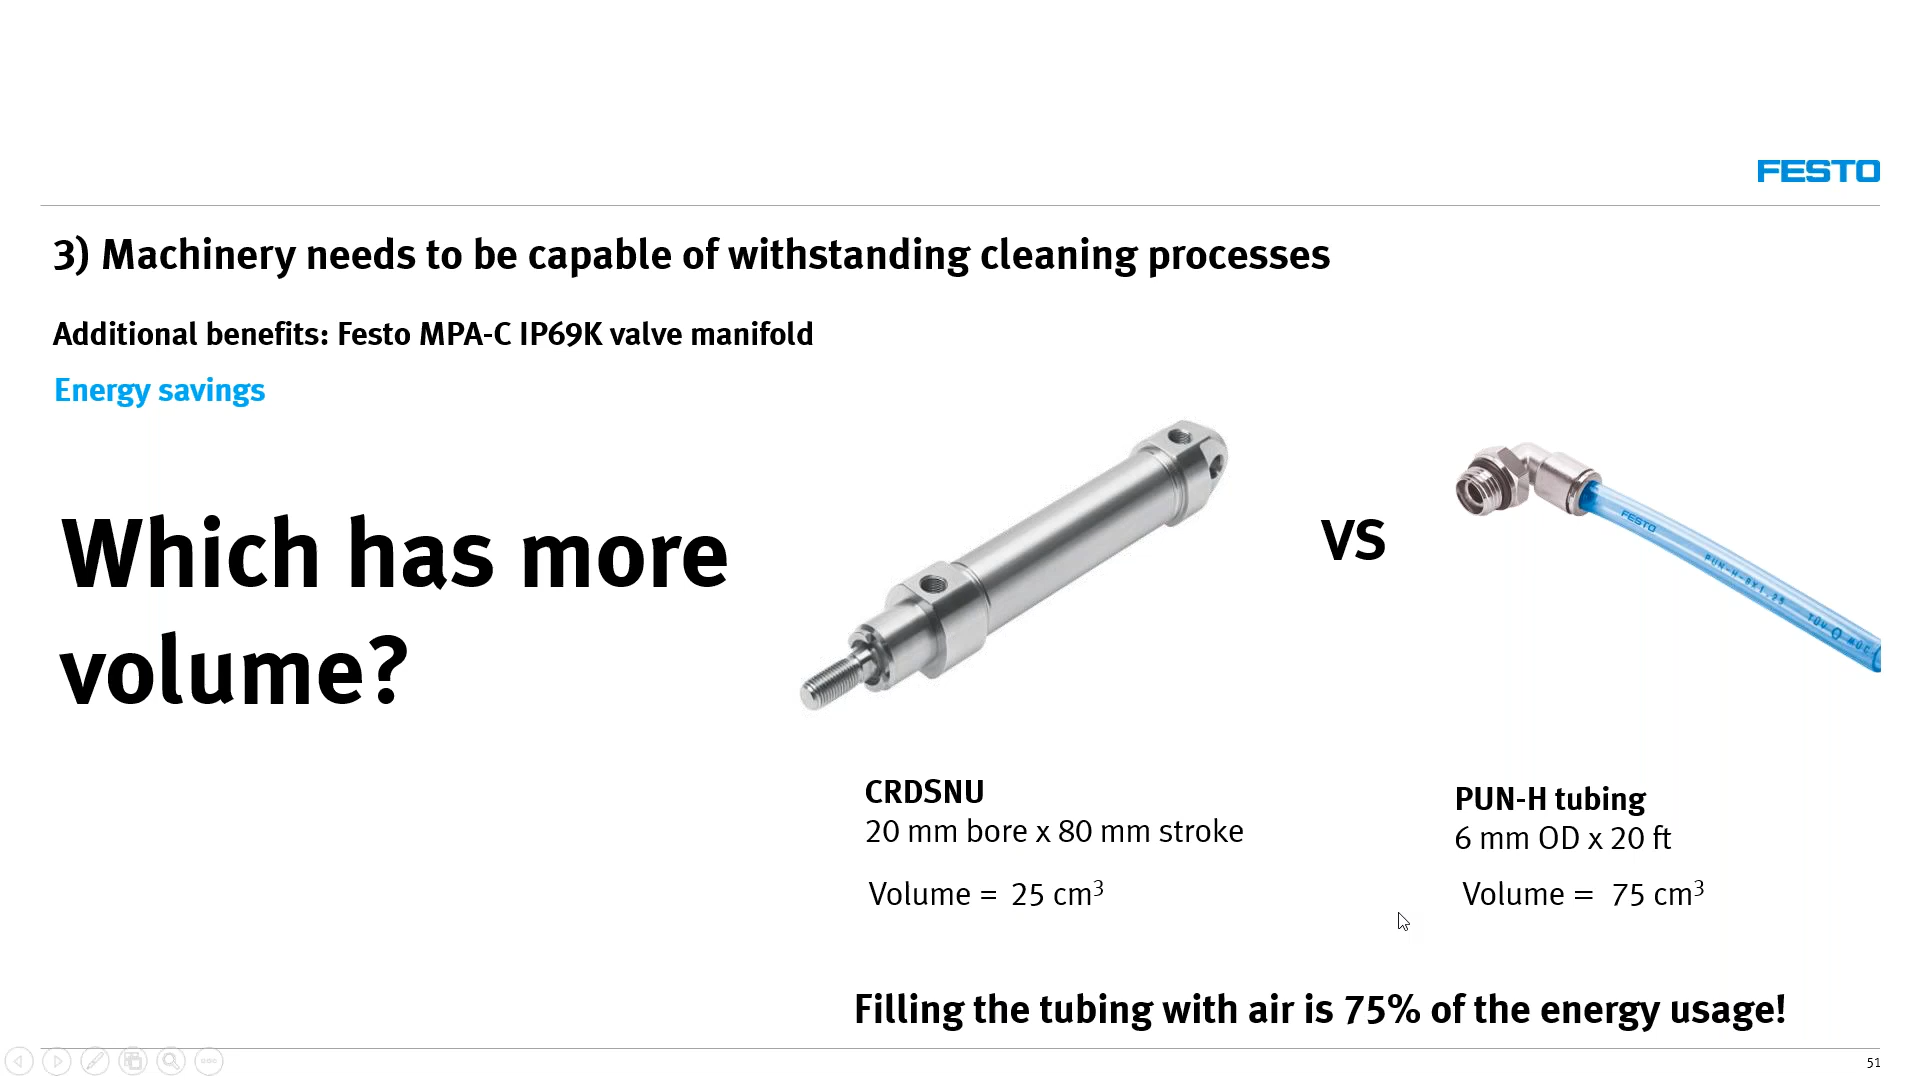 FESTO
3) Machinery needs to be capable of withstanding cleaning processes
Additional benefits: Festo MPA-C IP69K valve manifold
Energy savings
Which has more
volume?
VS
FESTO
CRDSNU
20 mm bore x 80 mm stroke
Volume = 25 cm³
PUN-H tubing
6 mm OD x 20 ft
Volume = 75 cm³
Filling the tubing with air is 75% of the energy usage!
51